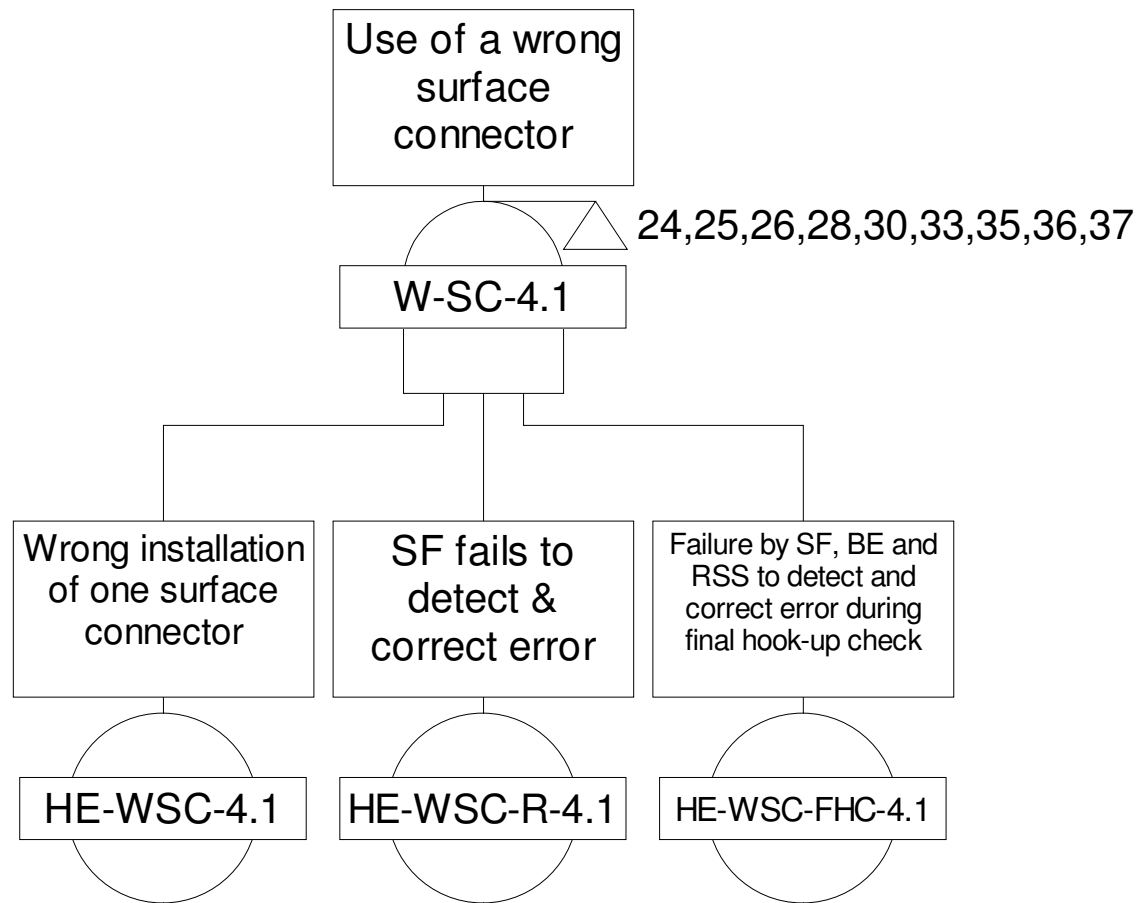 Use of a wrong
surface
connector
24,25,26,28,30,33,35,36,37
W-SC-4.1
Wrong installation
of one surface
connector
SF fails to
detect &
correct error
Failure by SF, BE and
RSS to detect and
correct error during
final hook-up check
HE-WSC-4.1
HE-WSC-R-4.1
HE-WSC-FHC-4.1